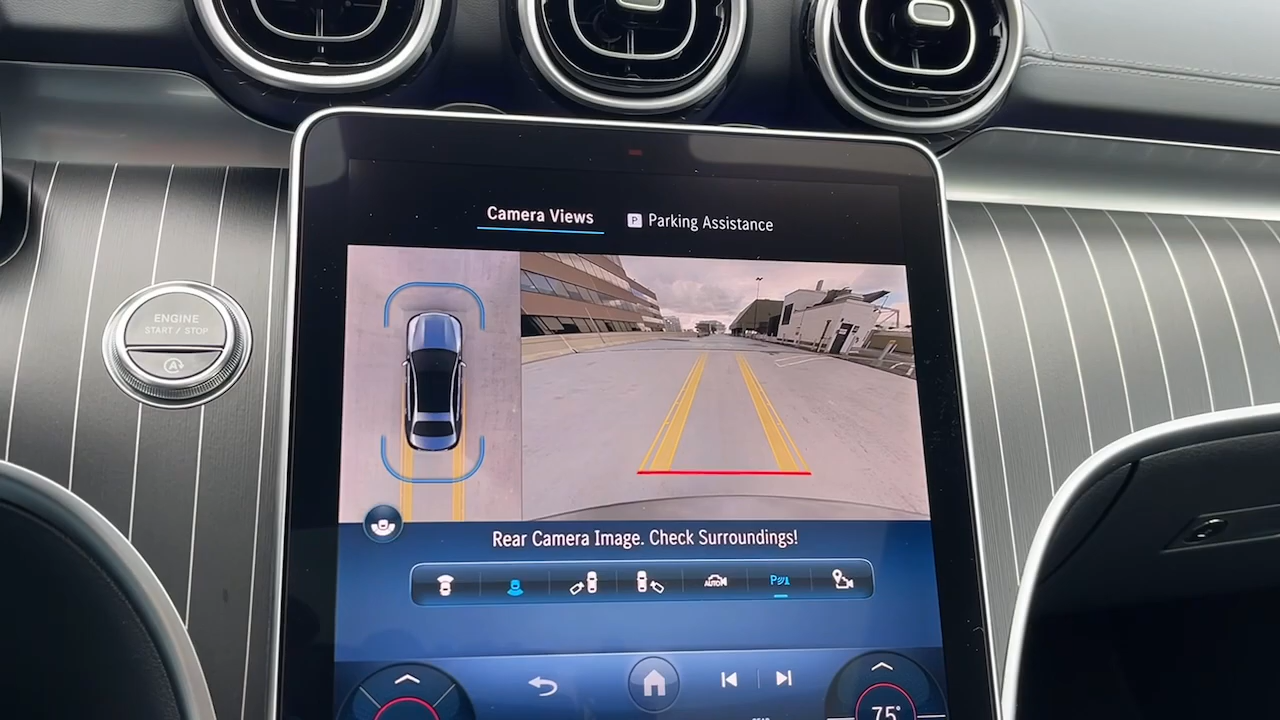 Camera Views
P Parking Assistance
ENGINE
START / STOP
A
Rear Camera Image. Check Surroundings!
AUTO
P
75°